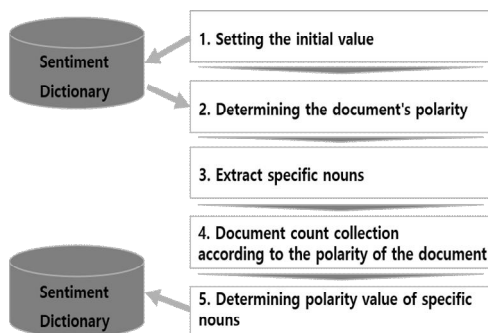 Sentiment
Dictionary
1. Setting the initial value
2. Determining the document's polarity
3. Extract specific nouns
4. Document count collection
according to the polarity of the document
Sentiment
Dictionary
5. Determining polarity value of specific
nouns